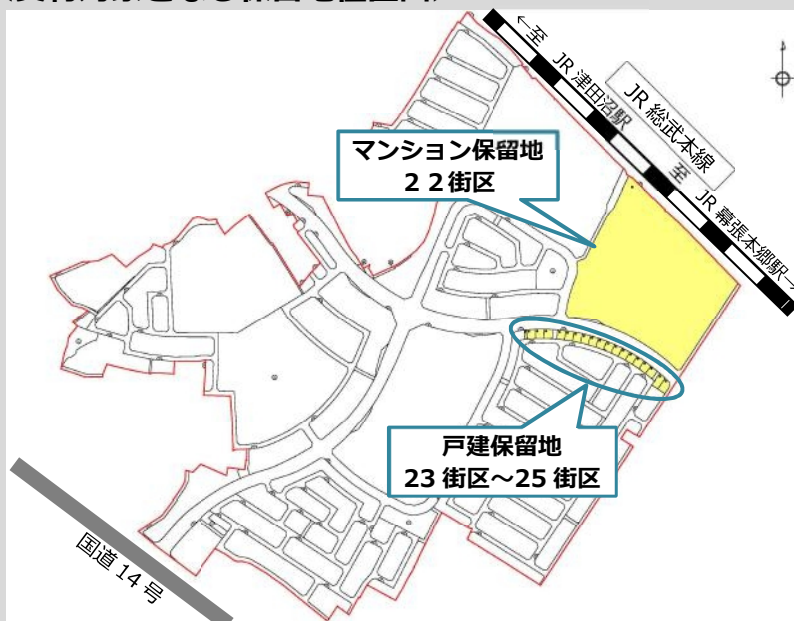 ←至 JR 津田沼駅
JR 総武本線
至 JR 幕張本郷駅→
マンション保留地
２２街区
戸建保留地
23 街区～25 街区
国道 14 号